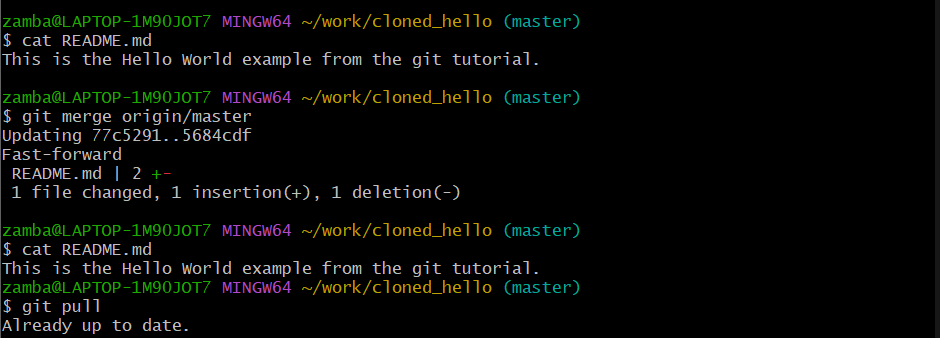 zamba@LAPTOP-1M90JOT7 MINGW64 ~/work/cloned_hello (master)
$ cat README.md
This is the Hello World example from the git tutorial.
zamba@LAPTOP-1M90JOT7 MINGW64 ~/work/cloned_hello (master)
$ git merge origin/master
Updating 77c5291..5684cdf
Fast-forward
 README.md | 2 +-
 1 file changed, 1 insertion(+), 1 deletion(-)
zamba@LAPTOP-1M90JOT7 MINGW64 ~/work/cloned_hello (master)
$ cat README.md
This is the Hello World example from the git tutorial.
zamba@LAPTOP-1M90JOT7 MINGW64 ~/work/cloned_hello (master)
$ git pull
Already up to date.